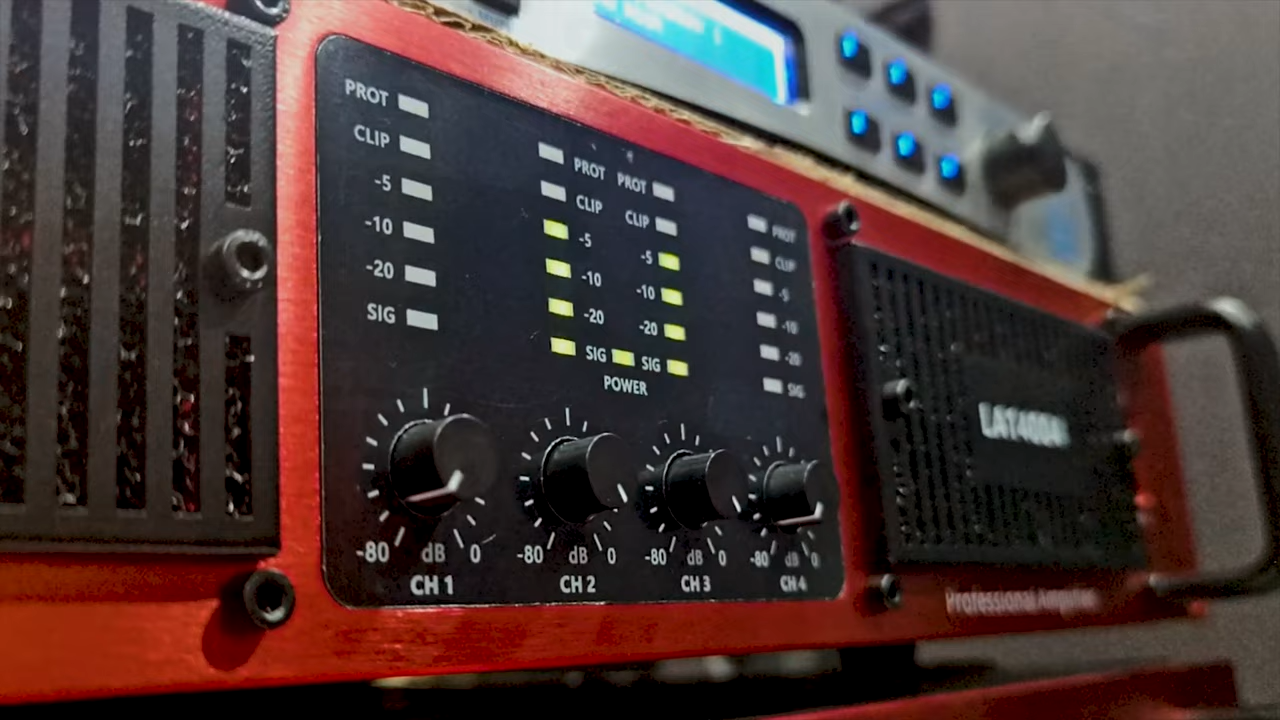 PROT
CLIP
-5
-10
-20
SIG
PROT PROT
CLIP CLIP
-5 -5
-10 -10
-20 -20
SIG SIG
POWER
PROT
CLIP
-5
-10
-20
SIG
-80 dB 0
CH 1
-80 dB 0
CH 2
-80 dB 0
CH 3
-80 dB 0
CH 4
Professional